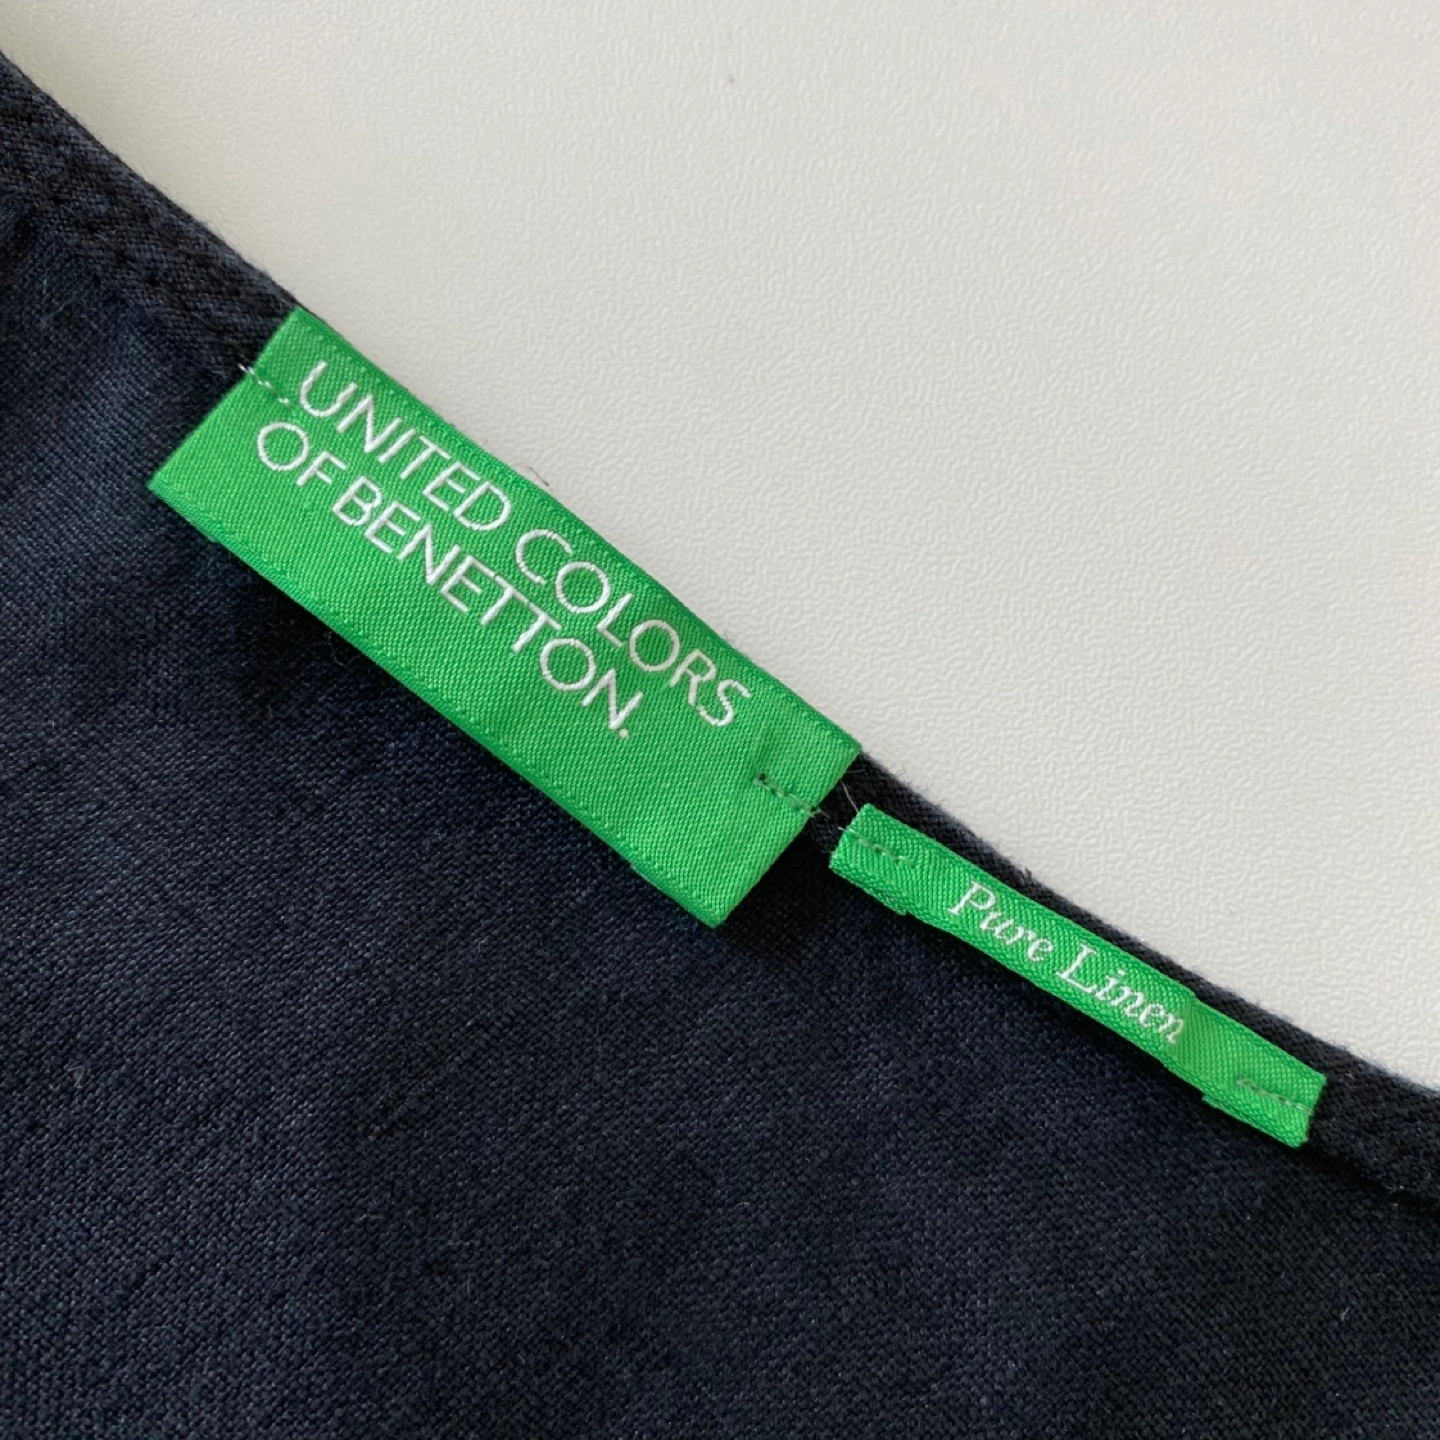 UNITED COLORS
OF BENETTON.
Pure Linen